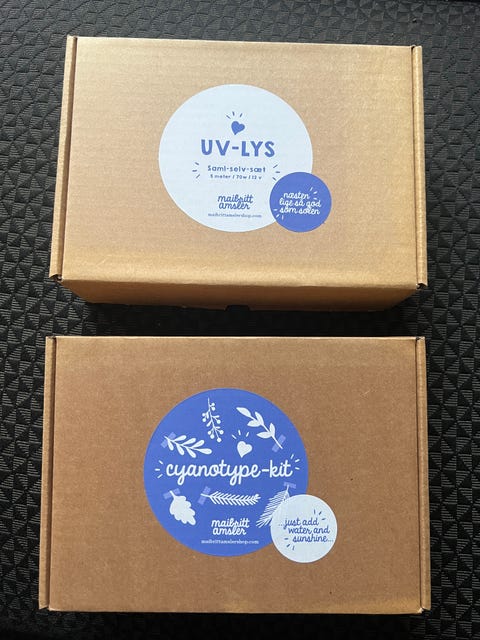 UV-LYS
Saml-selv-sæt
5 meter / 70w / 12 v
maibritt
amsler
maibrittamslershop.com
næsten
lige så god
som solen
cyanotype-kit
maibritt
amsler
maibrittamslershop.com
...just add
water and
sunshine...